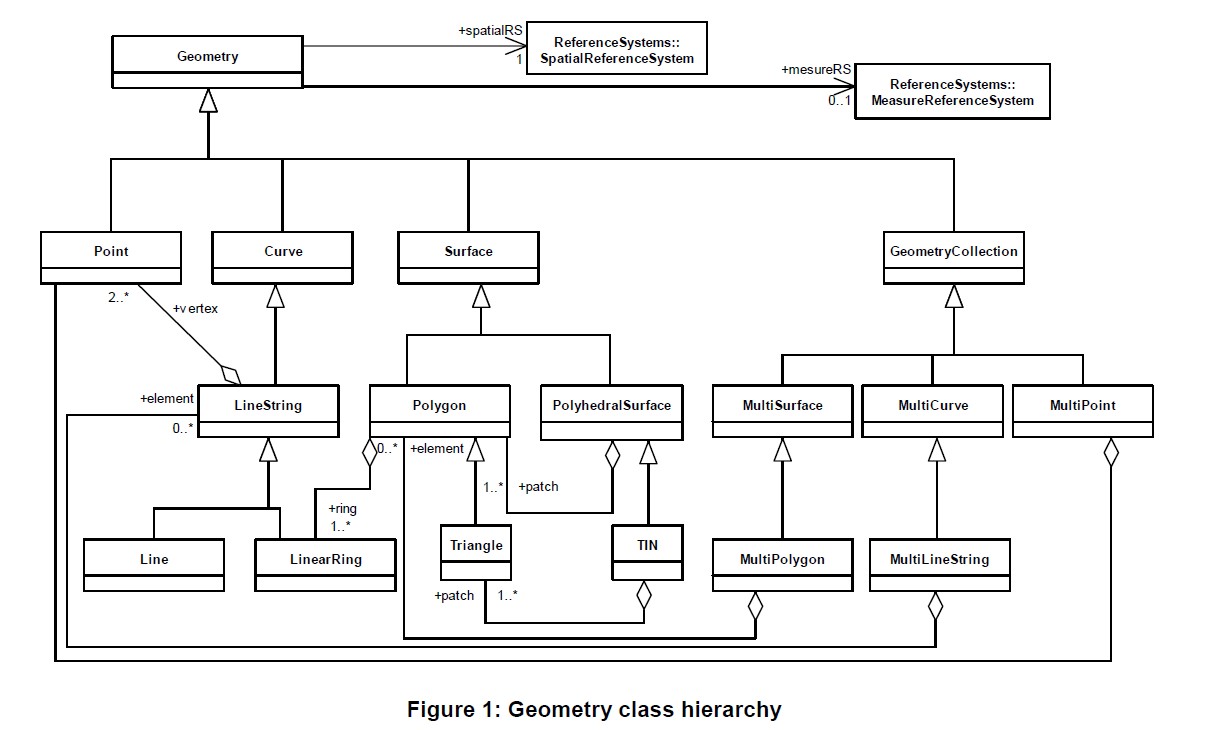 +spatialRS
Geometry
ReferenceSystems::
SpatialReferenceSystem
1
+mesureRS
ReferenceSystems::
MeasureReferenceSystem
0..1
Point
Curve
Surface
GeometryCollection
2..*
+vertex
+element
0..*
LineString
Polygon
PolyhedralSurface
MultiSurface
MultiCurve
MultiPoint
0..*
+element
1..*
+patch
+ring
1..*
Line
LinearRing
Triangle
TIN
MultiPolygon
MultiLineString
+patch
1..*
Figure 1: Geometry class hierarchy